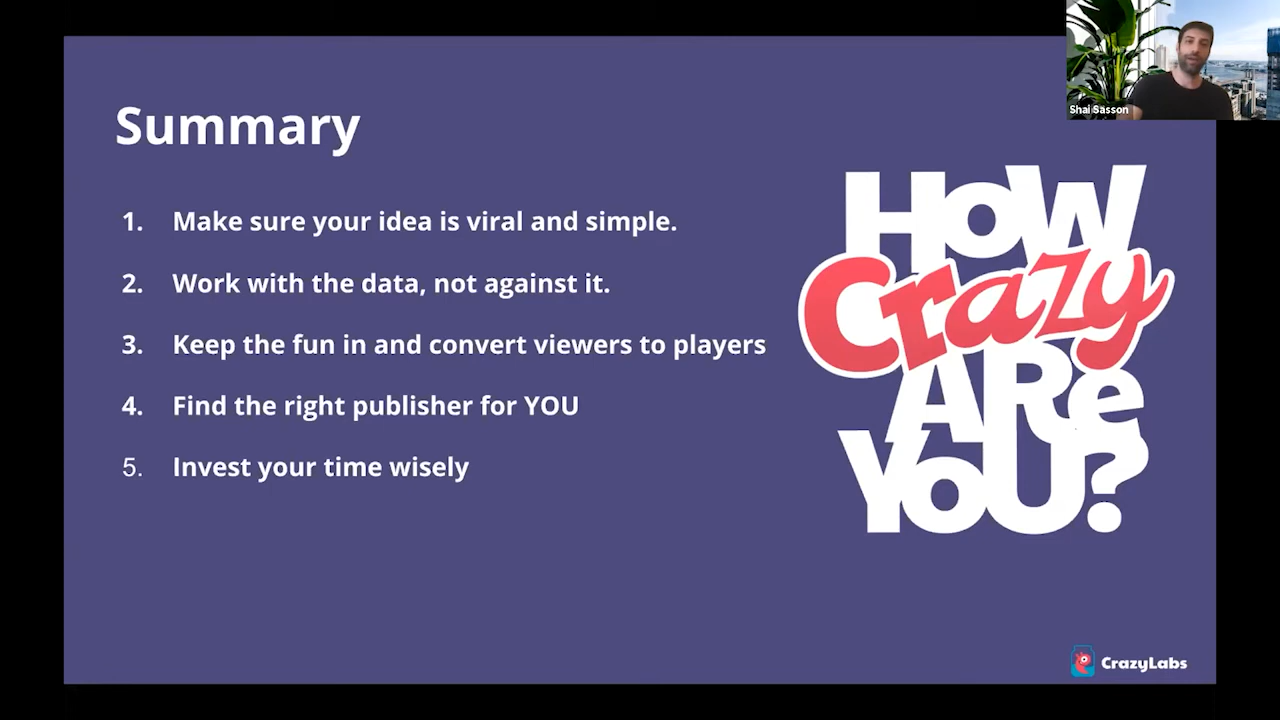 Shai Sasson
Summary
1. Make sure your idea is viral and simple.
2. Work with the data, not against it.
3. Keep the fun in and convert viewers to players
4. Find the right publisher for YOU
5. Invest your time wisely
HoW
Crazy
ARe
YoU?
CrazyLabs